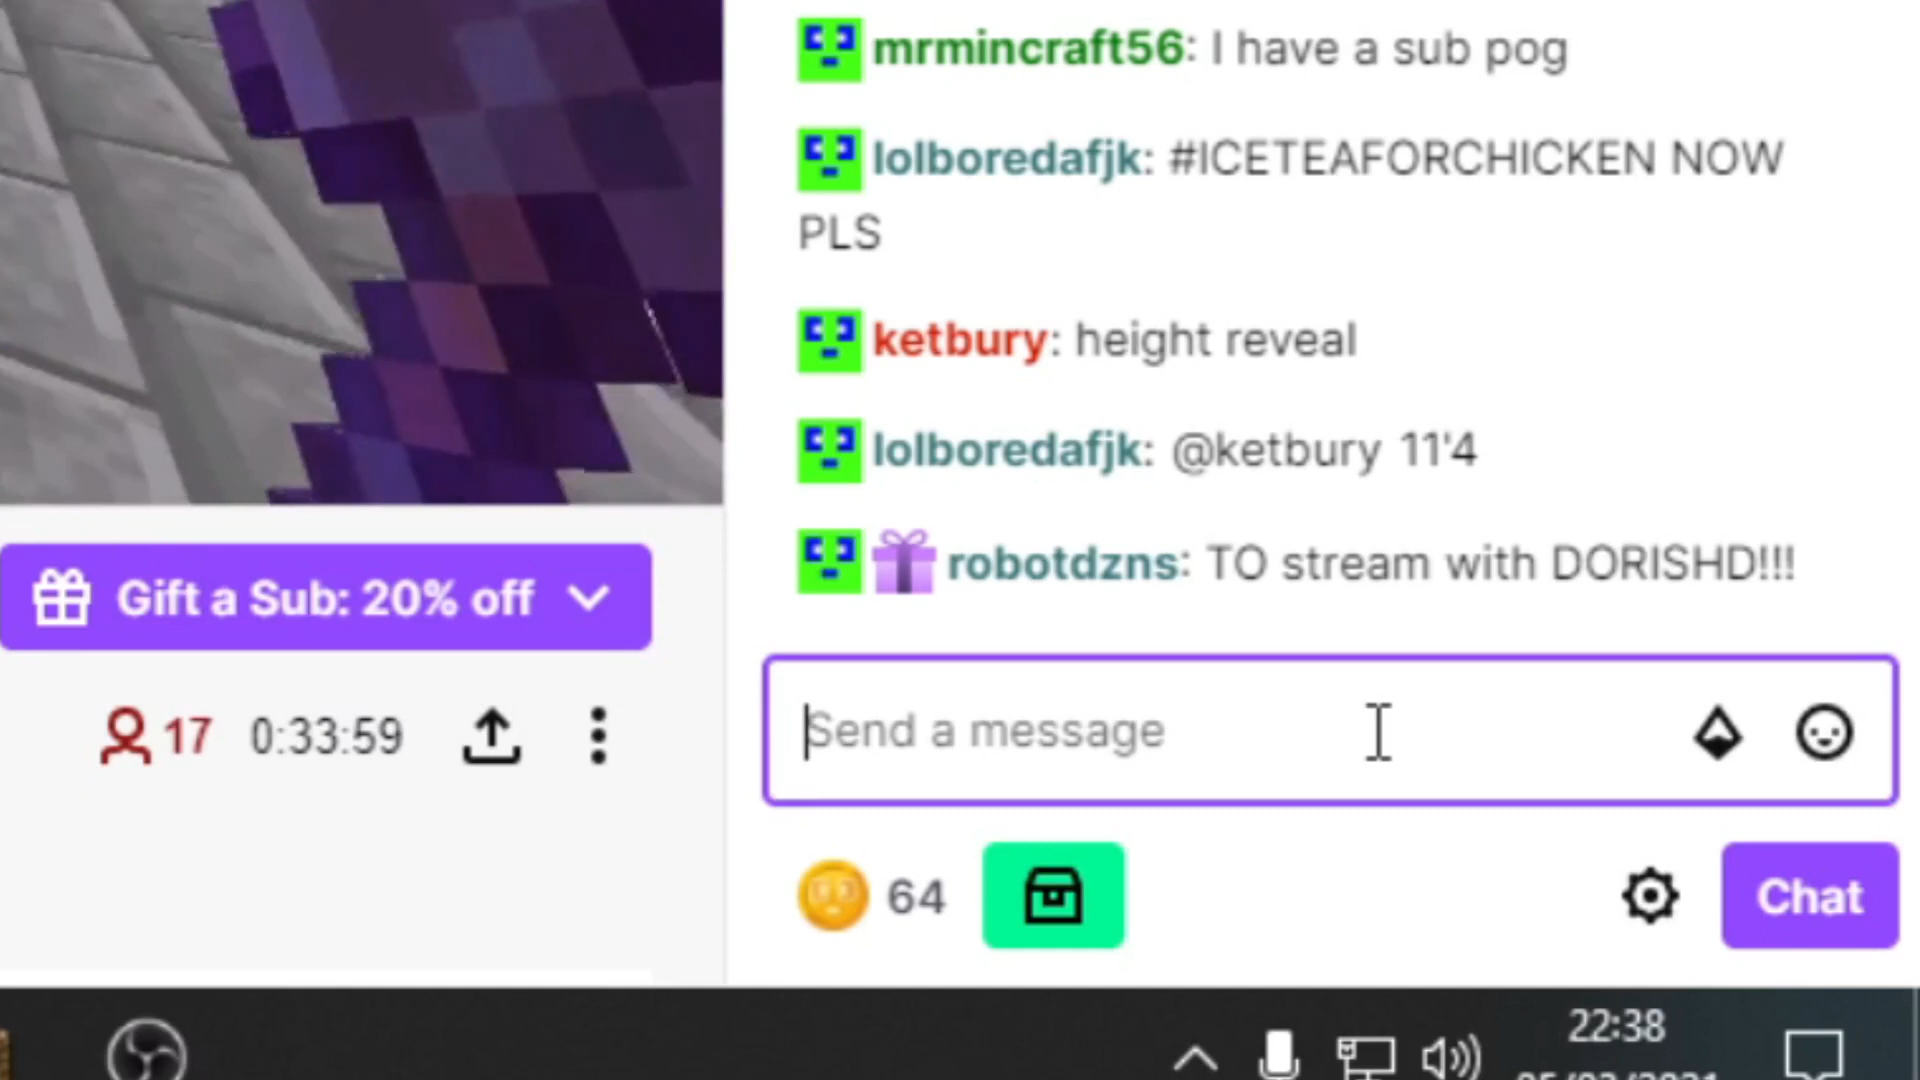 mrmincraft56: I have a sub pog
lolboredafjk: #ICETEAFORCHICKEN NOW
PLS
ketbury: height reveal
lolboredafjk: @ketbury 11'4
robotdzns: TO stream with DORISHD!!!
Gift a Sub: 20% off
17 0:33:59
Send a message
64
Chat
22:38